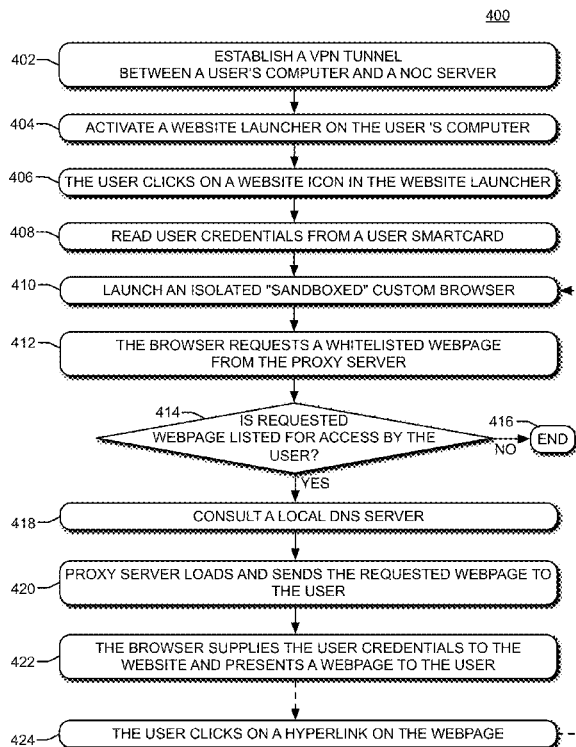 400
402
ESTABLISH A VPN TUNNEL
BETWEEN A USER'S COMPUTER AND A NOC SERVER
404
ACTIVATE A WEBSITE LAUNCHER ON THE USER 'S COMPUTER
406
THE USER CLICKS ON A WEBSITE ICON IN THE WEBSITE LAUNCHER
408
READ USER CREDENTIALS FROM A USER SMARTCARD
410
LAUNCH AN ISOLATED "SANDBOXED" CUSTOM BROWSER
412
THE BROWSER REQUESTS A WHITELISTED WEBPAGE
FROM THE PROXY SERVER
414
IS REQUESTED
WEBPAGE LISTED FOR ACCESS BY THE
USER?
416
END
NO
YES
418
CONSULT A LOCAL DNS SERVER
420
PROXY SERVER LOADS AND SENDS THE REQUESTED WEBPAGE TO
THE USER
422
THE BROWSER SUPPLIES THE USER CREDENTIALS TO THE
WEBSITE AND PRESENTS A WEBPAGE TO THE USER
424
THE USER CLICKS ON A HYPERLINK ON THE WEBPAGE